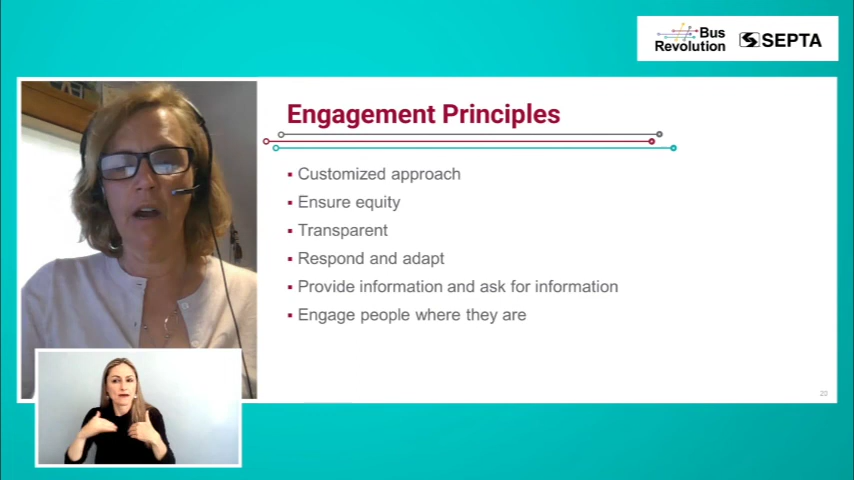 Bus
Revolution
SEPTA
Engagement Principles
Customized approach
Ensure equity
Transparent
Respond and adapt
Provide information and ask for information
Engage people where they are
20